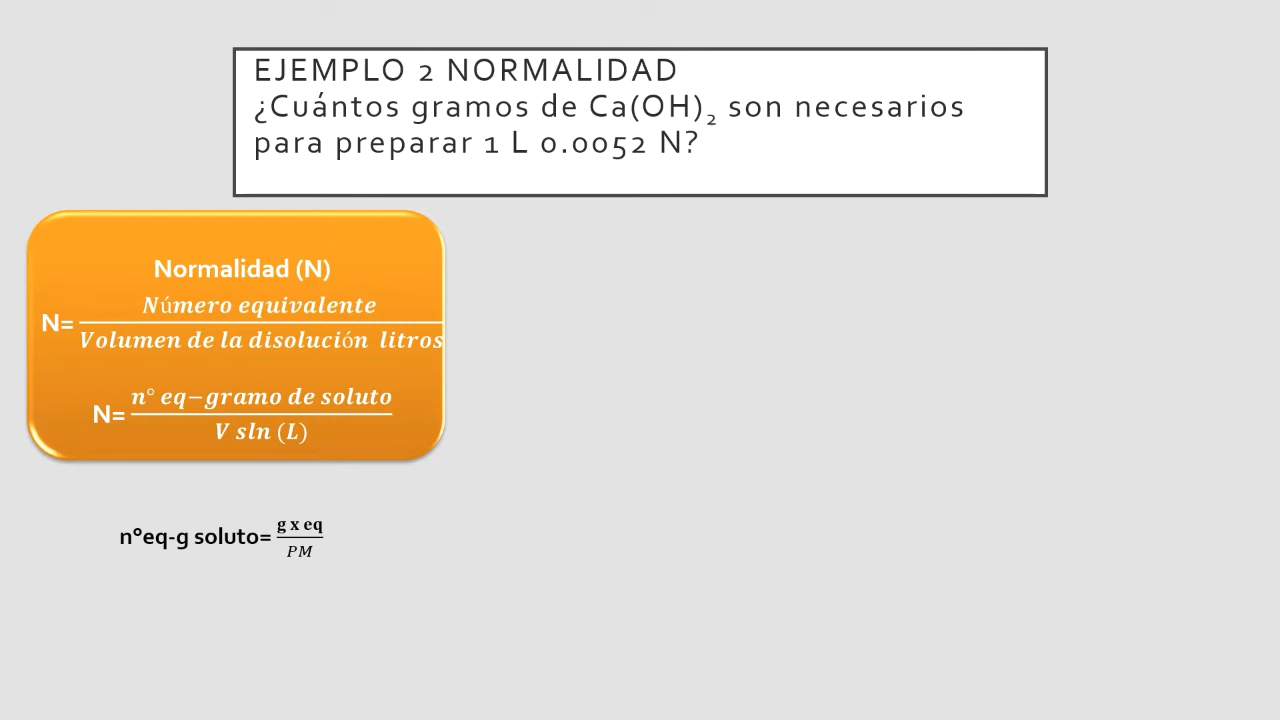 EJEMPLO 2 NORMALIDAD
¿Cuántos gramos de Ca(OH)₂ son necesarios
para preparar 1 L 0.0052 N?
Normalidad (N)
N= Número equivalente
Volumen de la disolución litros
N= n° eq−gramo de soluto
V sln (L)
n°eq-g soluto= g x eq
PM